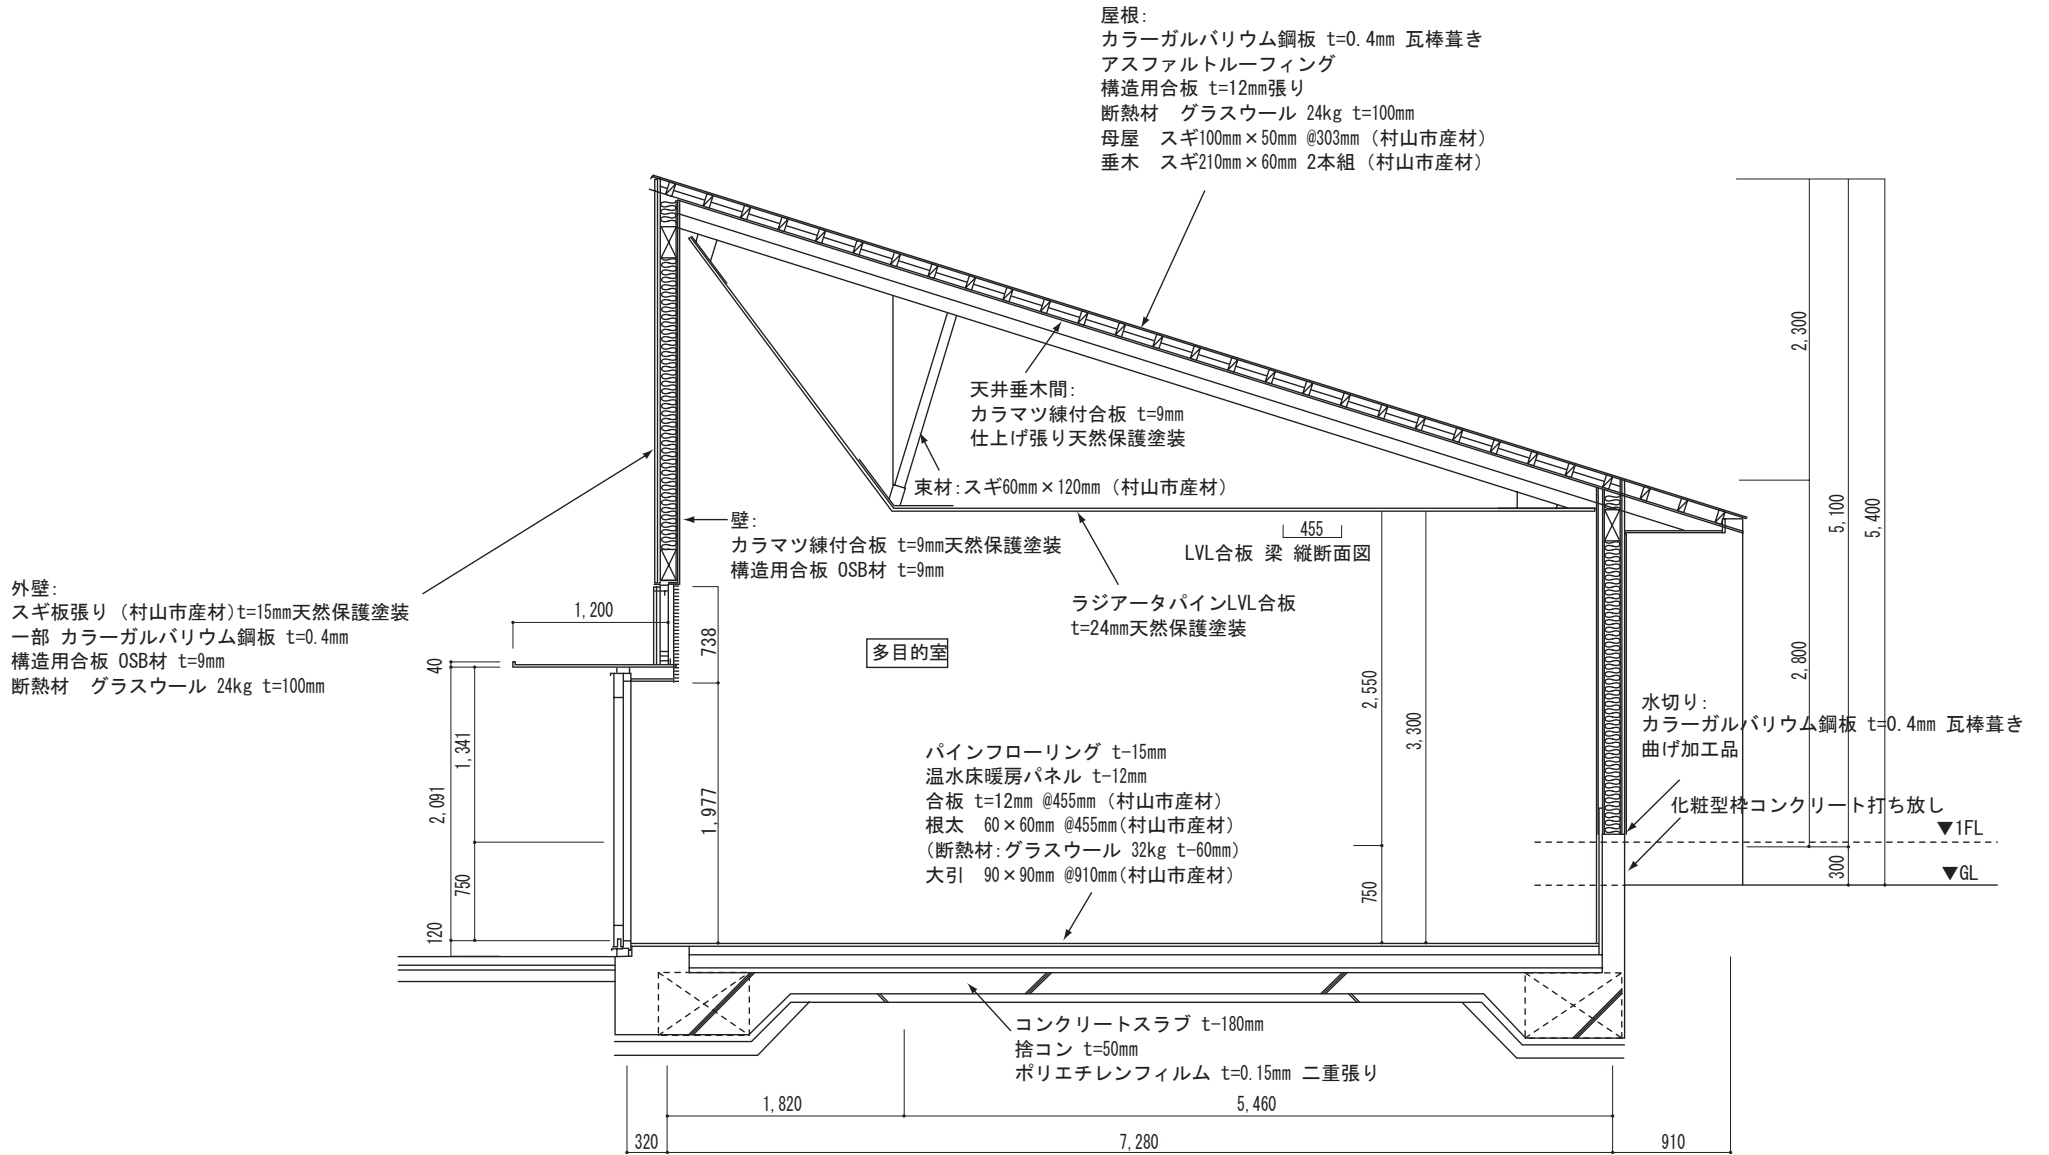 屋根:
カラーガルバリウム鋼板 t=0.4mm 瓦棒葺き
アスファルトルーフィング
構造用合板 t=12mm張り
断熱材　グラスウール 24kg t=100mm
母屋　スギ100mm×50mm @303mm（村山市産材）
垂木　スギ210mm×60mm 2本組（村山市産材）
天井垂木間:
カラマツ練付合板 t=9mm
仕上げ張り天然保護塗装
束材:スギ60mm×120mm（村山市産材）
壁:
カラマツ練付合板 t=9mm天然保護塗装
構造用合板 OSB材 t=9mm
455
LVL合板 梁 縦断面図
ラジアータパインLVL合板
t=24mm天然保護塗装
外壁:
スギ板張り（村山市産材）t=15mm天然保護塗装
一部 カラーガルバリウム鋼板 t=0.4mm
構造用合板 OSB材 t=9mm
断熱材　グラスウール 24kg t=100mm
多目的室
水切り:
カラーガルバリウム鋼板 t=0.4mm 瓦棒葺き
曲げ加工品
化粧型枠コンクリート打ち放し
▼1FL
▼GL
パインフローリング t-15mm
温水床暖房パネル t-12mm
合板 t=12mm @455mm（村山市産材）
根太　60×60mm @455mm(村山市産材)
(断熱材:グラスウール 32kg t-60mm)
大引　90×90mm @910mm(村山市産材)
コンクリートスラブ t-180mm
捨コン t=50mm
ポリエチレンフィルム t=0.15mm 二重張り
1,200
40
1,341
2,091
750
120
738
1,977
2,550
750
3,300
2,300
2,800
5,100
300
5,400
1,820
5,460
320
7,280
910